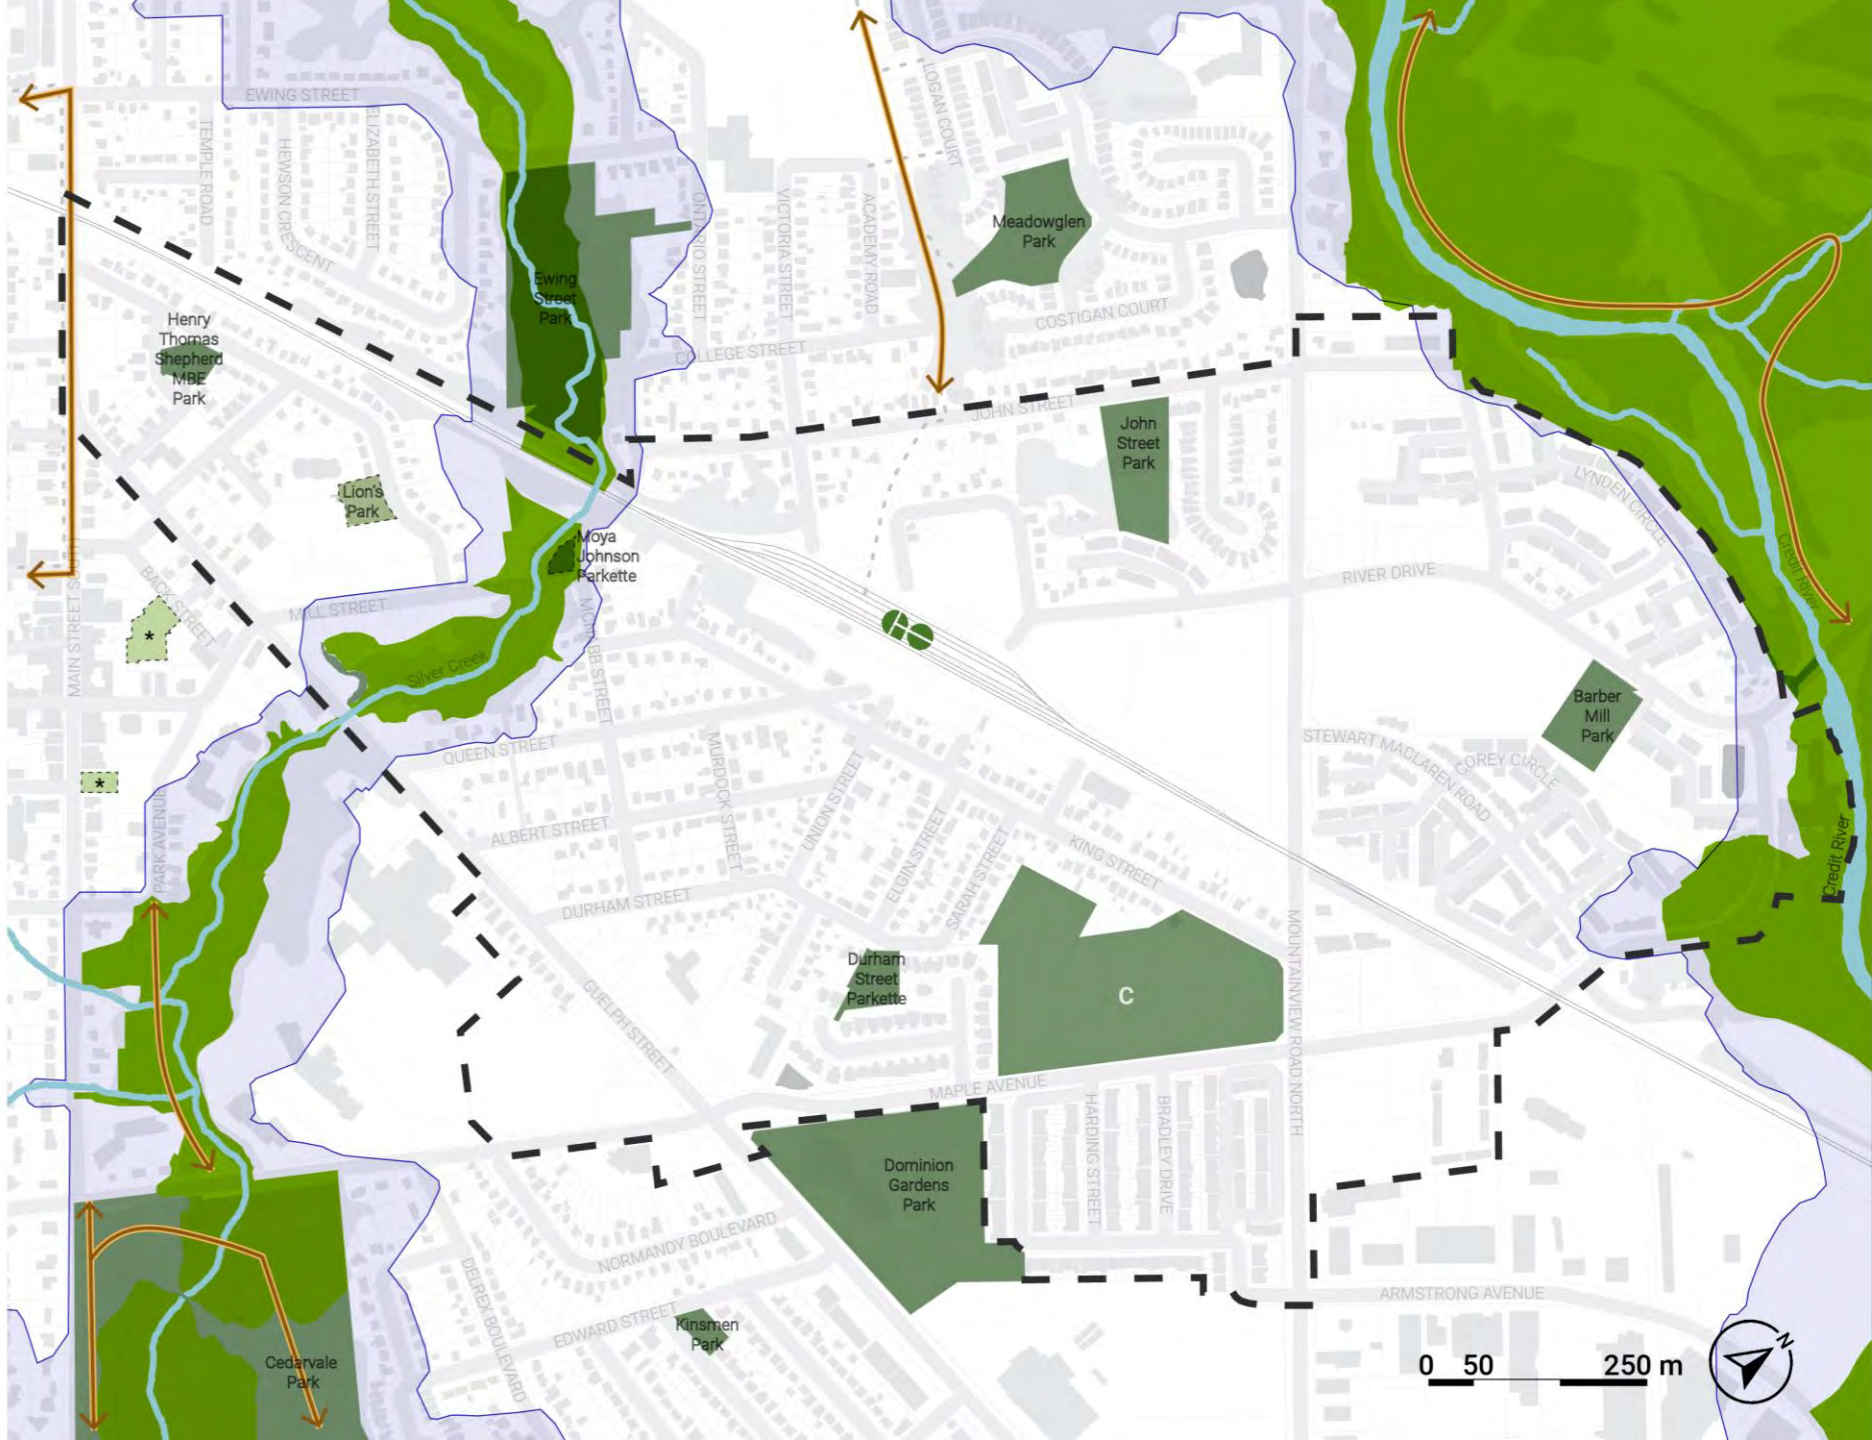 EWING STREET
TEMPLE ROAD
HEWSON CRESCENT
ELIZABETH STREET
LOGAN COURT
Meadowglen
Park
ONTARIO STREET
VICTORIA STREET
ACADEMY ROAD
Ewing
Street
Park
COSTIGAN COURT
COLLEGE STREET
Henry
Thomas
Shepherd
MBE
Park
JOHN STREET
John
Street
Park
LYNDEN CIRCLE
Lion's
Park
Moya
Johnson
Parkette
Credit River
RIVER DRIVE
MAIN STREET SOUTH
BACK STREET
MILL STREET
MCNABB STREET
*
Silver Creek
Barber
Mill
Park
QUEEN STREET
MURDOCK STREET
STEWART MACLAREN ROAD
COREY CIRCLE
*
PARK AVENUE
ALBERT STREET
UNION STREET
ELGIN STREET
SARAH STREET
KING STREET
Credit River
DURHAM STREET
Durham
Street
Parkette
C
GUELPH STREET
MOUNTAINVIEW ROAD NORTH
MAPLE AVENUE
HARDING STREET
BRADLEY DRIVE
Dominion
Gardens
Park
NORMANDY BOULEVARD
DELREX BOULEVARD
EDWARD STREET
Kinsmen
Park
ARMSTRONG AVENUE
Cedarvale
Park
0 50 250 m
N